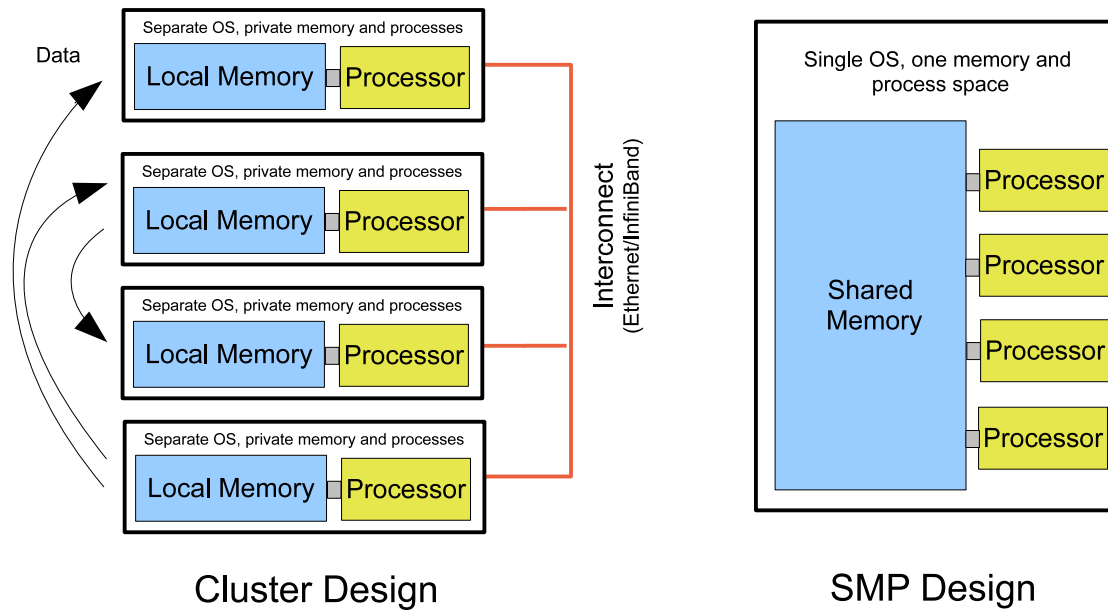 Data
Separate OS, private memory and processes
Local Memory
Processor
Separate OS, private memory and processes
Local Memory
Processor
Separate OS, private memory and processes
Local Memory
Processor
Separate OS, private memory and processes
Local Memory
Processor
Interconnect
(Ethernet/InfiniBand)
Cluster Design
Single OS, one memory and
process space
Shared
Memory
Processor
Processor
Processor
Processor
SMP Design